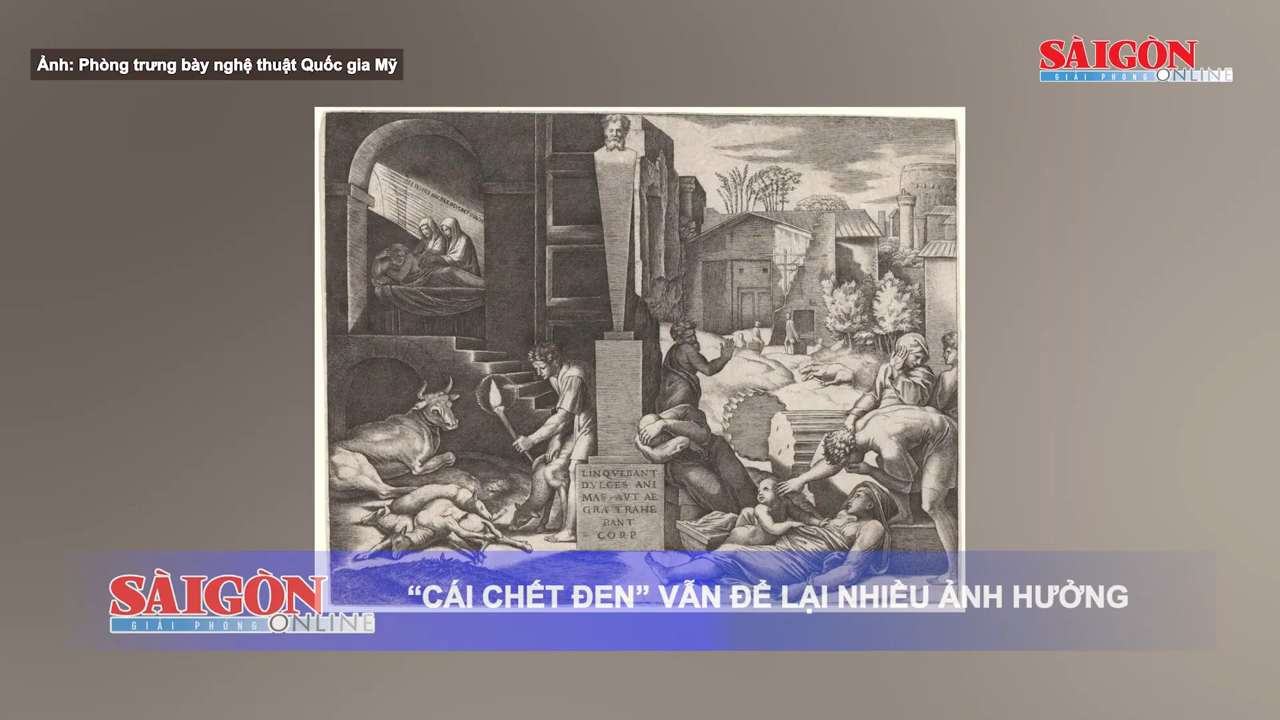 Ảnh: Phòng trưng bày nghệ thuật Quốc gia Mỹ
SÀIGÒN
GIẢI PHÓNG ONLINE
LINQVEBANT
DVLCES ANI
MAS · AVT AE
GRA TRAHE
BANT
CORP
SÀIGÒN
GIẢI PHÓNG ONLINE
“CÁI CHẾT ĐEN” VẪN ĐỂ LẠI NHIỀU ẢNH HƯỞNG